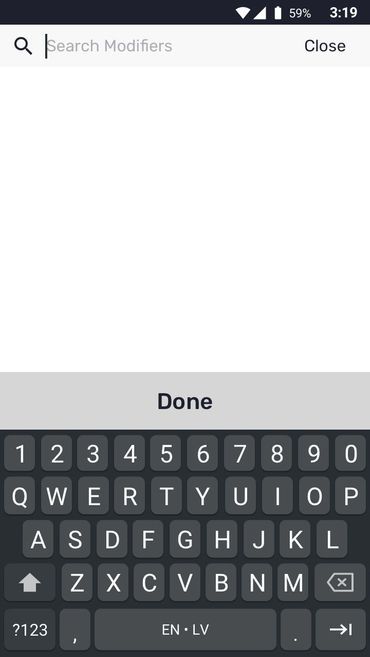 59% 3:19
Search Modifiers Close
Done
1 2 3 4 5 6 7 8 9 0
Q W E R T Y U I O P
A S D F G H J K L
Z X C V B N M
?123 , EN • LV .